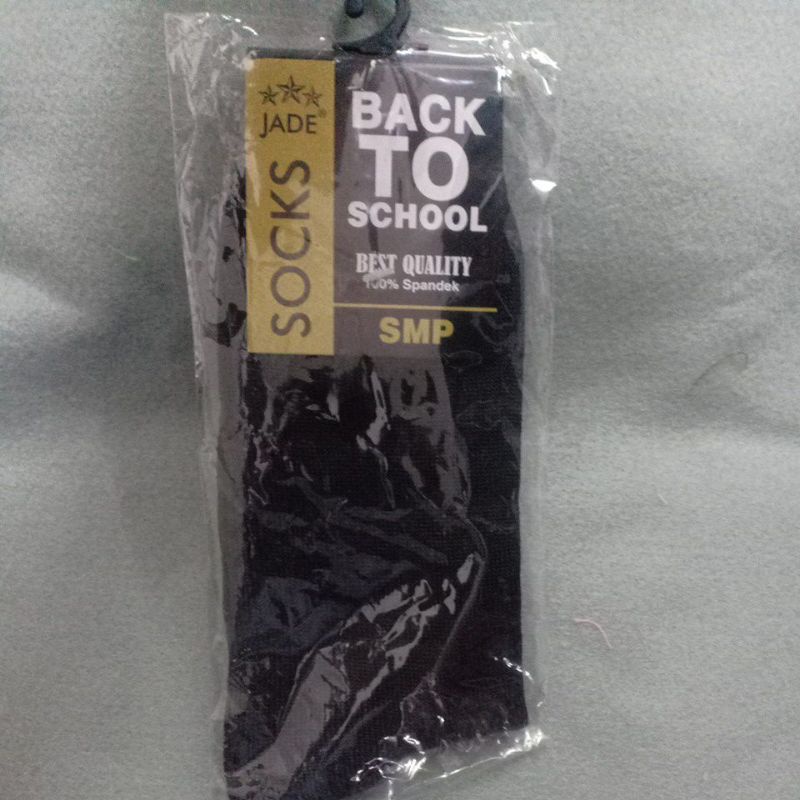 JADE®
SOCKS
BACK
TO
SCHOOL
BEST QUALITY
100% Spandek
SMP